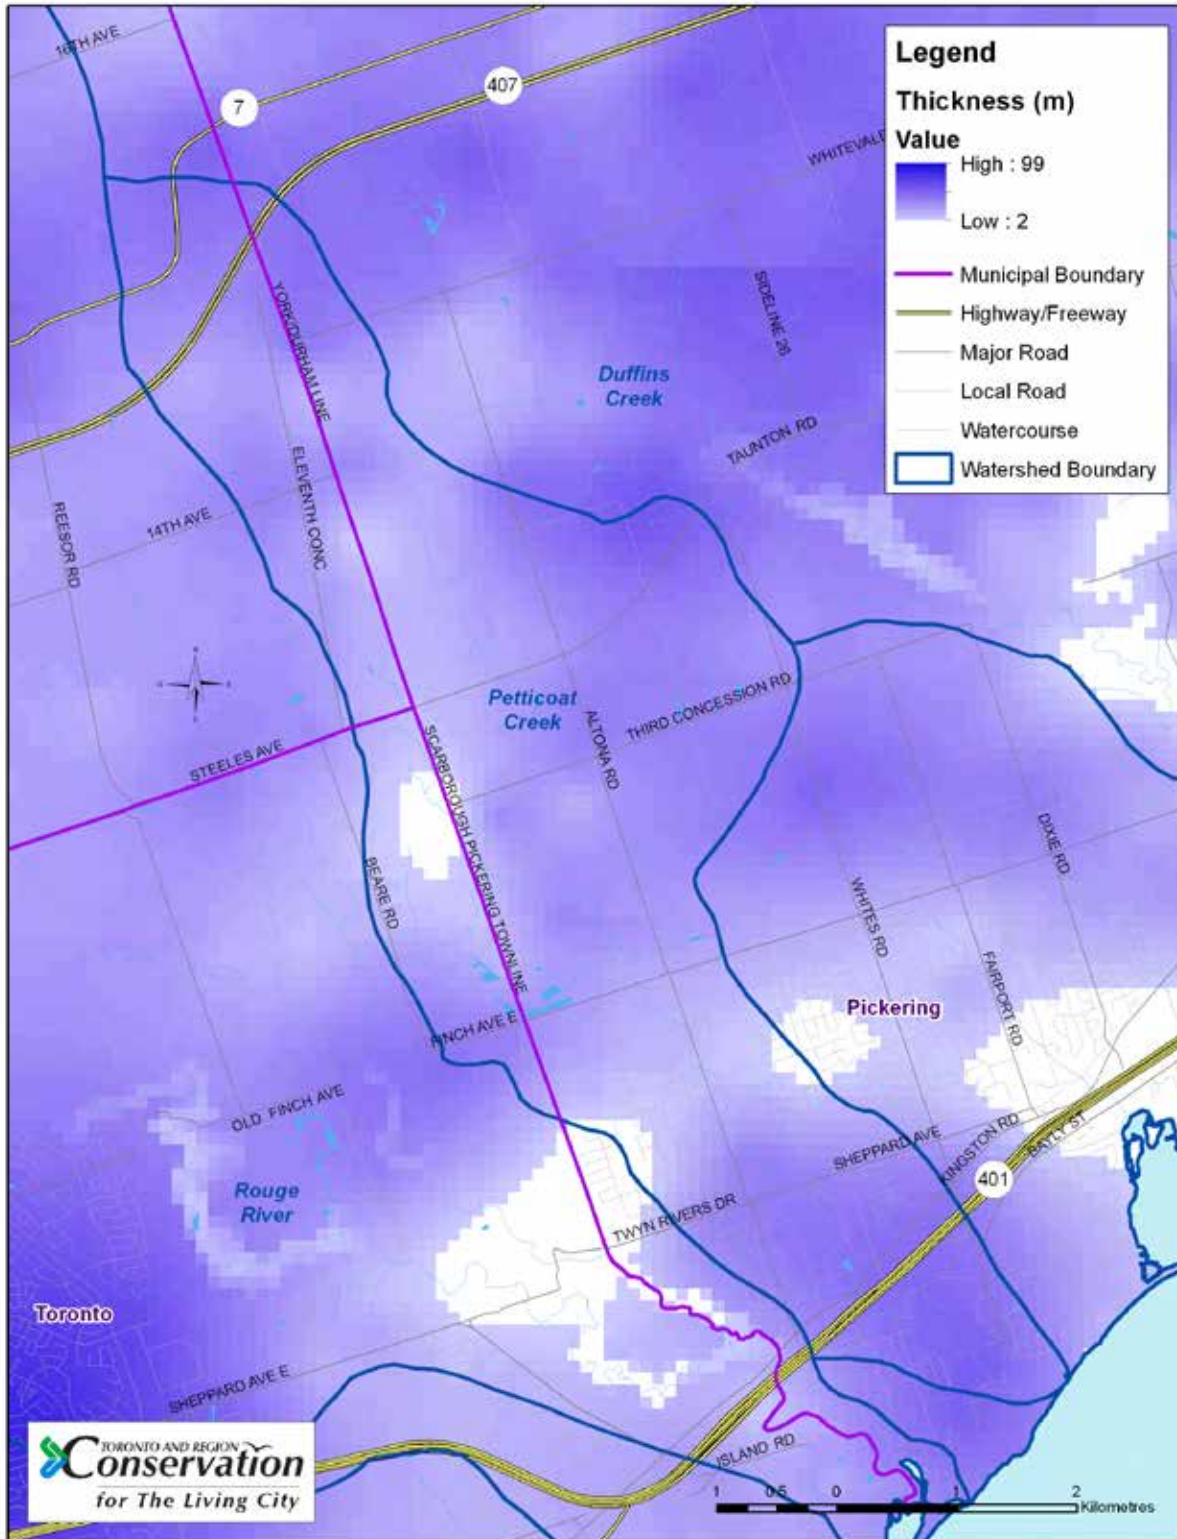 16TH AVE
7
407
WHITEVALE
Legend
Thickness (m)
Value
High : 99
Low : 2
Municipal Boundary
Highway/Freeway
Major Road
Local Road
Watercourse
Watershed Boundary
YORK/DURHAM LINE
SIDELINE 26
Duffins
Creek
TAUNTON RD
ELEVENTH CONC
REESOR RD
14TH AVE
Petticoat
Creek
THIRD CONCESSION RD
ALTONA RD
STEELES AVE
SCARBOROUGH PICKERING TOWNLINE
BEARE RD
DIXIE RD
WHITES RD
FAIRPORT RD
Pickering
FINCH AVE E
OLD FINCH AVE
SHEPPARD AVE
KINGSTON RD
BAYLY ST
401
Rouge
River
TWYN RIVERS DR
Toronto
SHEPPARD AVE E
ISLAND RD
TORONTO AND REGION
Conservation
for The Living City
1 0.5 0 1 2
Kilometres